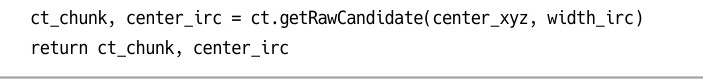 ct_chunk, center_irc = ct.getRawCandidate(center_xyz, width_irc)
return ct_chunk, center_irc